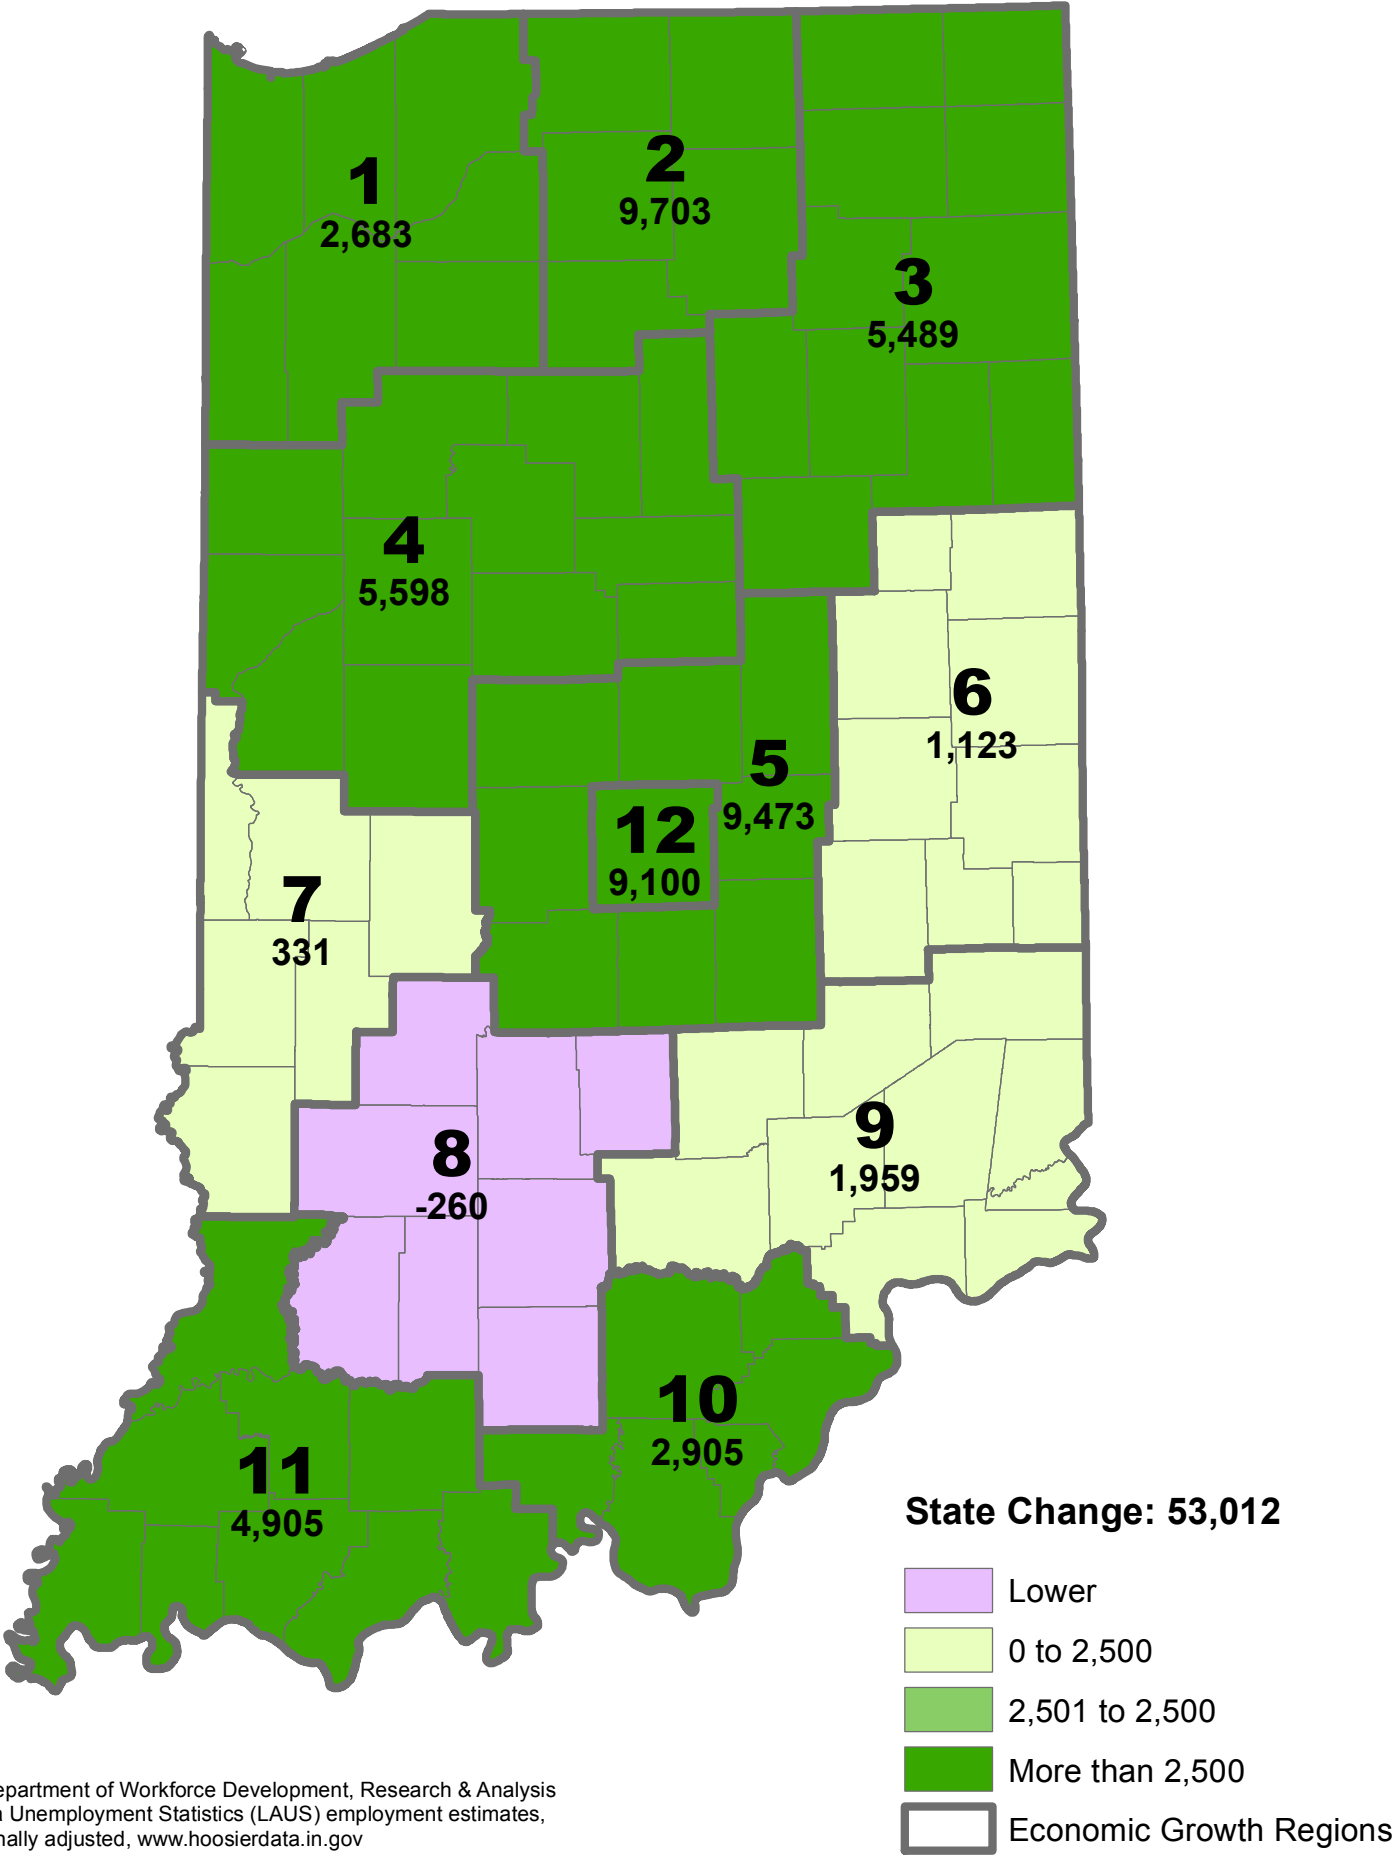 1
2,683
2
9,703
3
5,489
4
5,598
6
1,123
5
9,473
12
9,100
7
331
8
-260
9
1,959
10
2,905
11
4,905
State Change: 53,012
Lower
0 to 2,500
2,501 to 2,500
More than 2,500
Economic Growth Regions
epartment of Workforce Development, Research & Analysis
Unemployment Statistics (LAUS) employment estimates,
nally adjusted, www.hoosierdata.in.gov